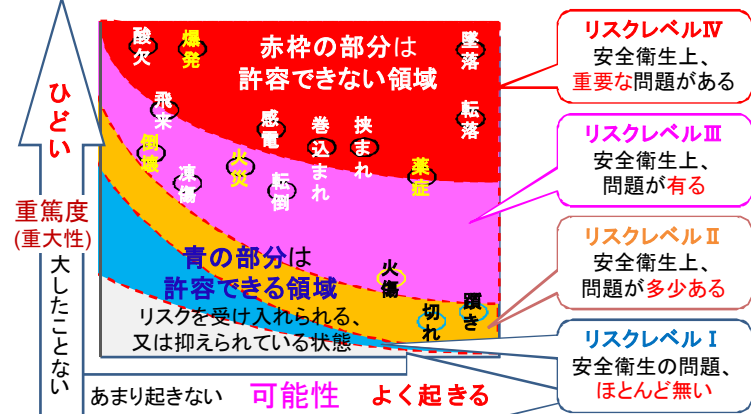 酸欠
爆発
赤枠の部分は
許容できない領域
墜落
転落
飛来
感電
巻込まれ
挟まれ
倒壊
凍傷
火災
転倒
薬症
青の部分は
許容できる領域
リスクを受け入れられる、
又は抑えられている状態
火傷
切れ
躓き
ひどい
重篤度
(重大性)
大したことない
あまり起きない
可能性
よく起きる
リスクレベルⅣ
安全衛生上、
重要な問題がある
リスクレベルⅢ
安全衛生上、
問題が有る
リスクレベルⅡ
安全衛生上、
問題が多少ある
リスクレベルⅠ
安全衛生の問題、
ほとんど無い